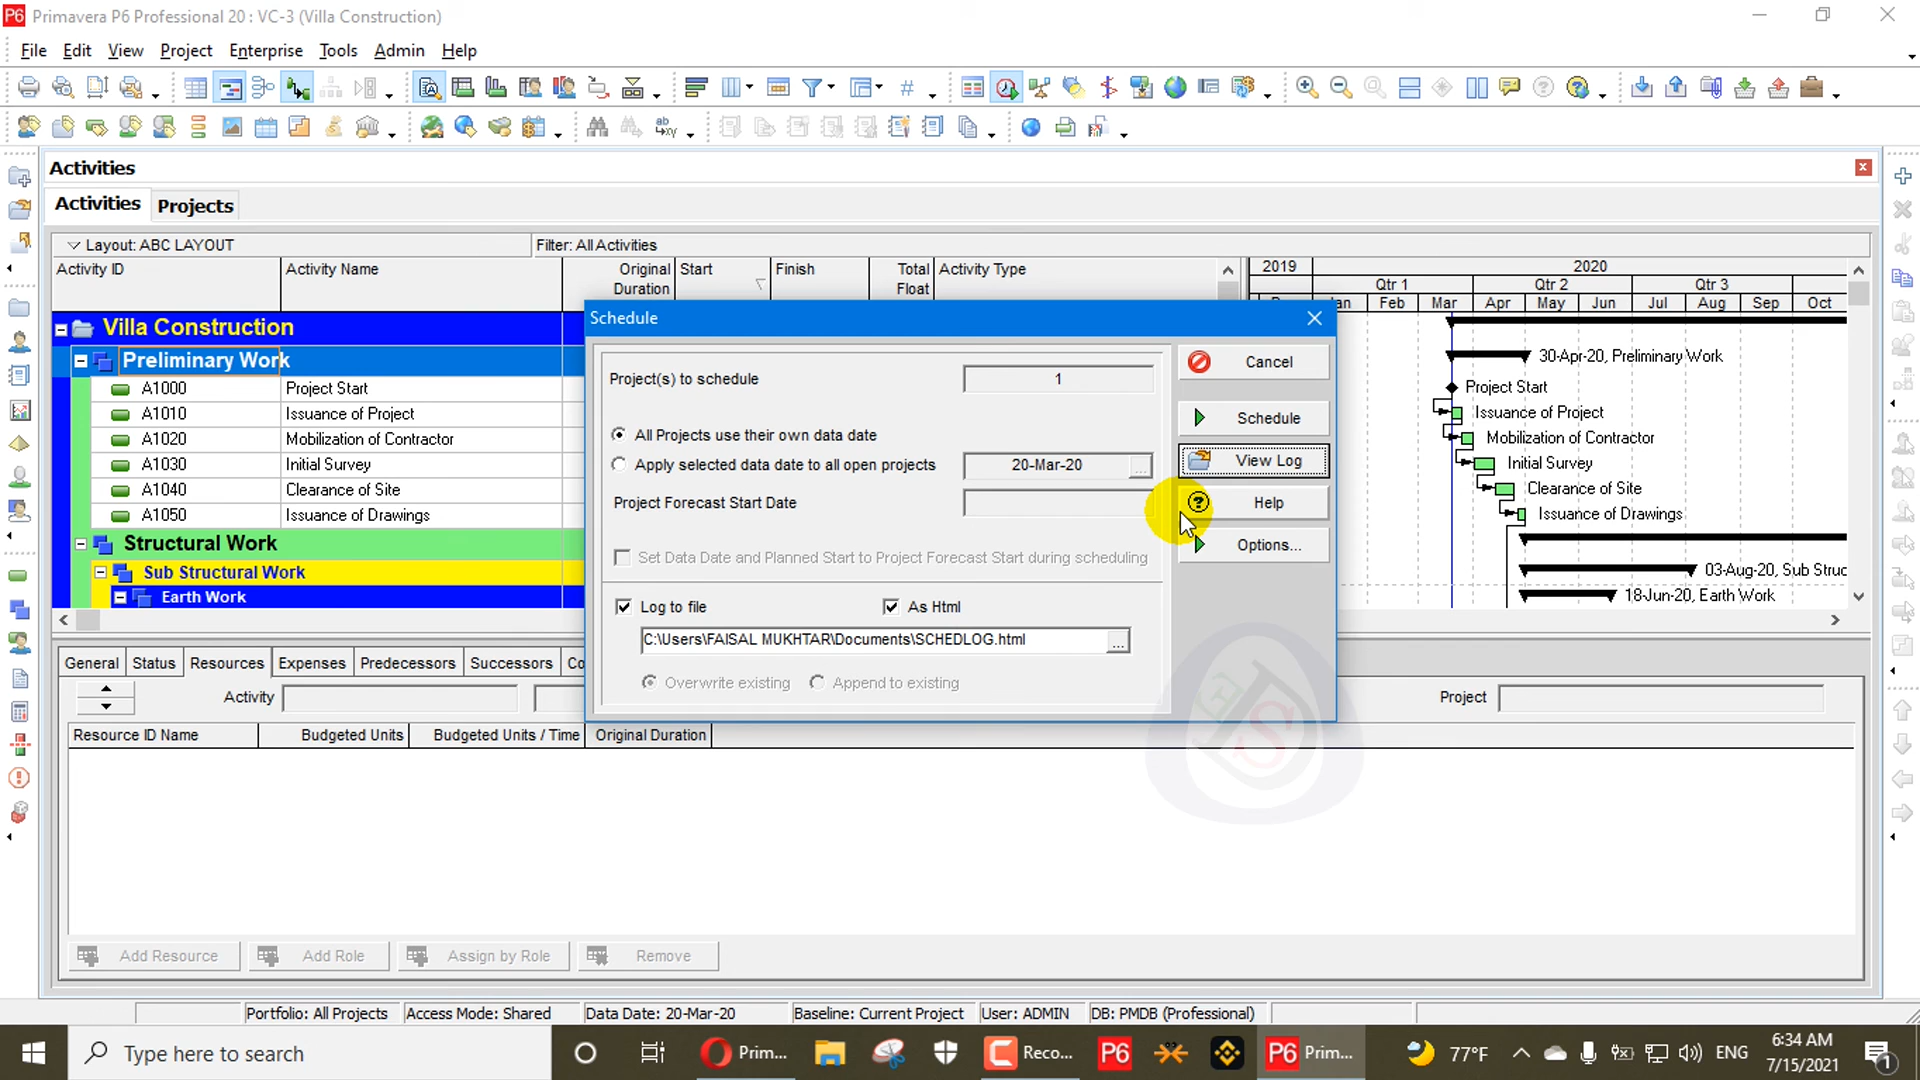 P6 Primavera P6 Professional 20 : VC-3 (Villa Construction)
File Edit View Project Enterprise Tools Admin Help
Activities
Activities Projects
Layout: ABC LAYOUT Filter: All Activities
Activity ID Activity Name Original Duration Start Finish Total Float Activity Type
2019 2020
Qtr 1 Qtr 2 Qtr 3
Jan Feb Mar Apr May Jun Jul Aug Sep Oct
Villa Construction
Preliminary Work
30-Apr-20, Preliminary Work
A1000 Project Start
Project Start
A1010 Issuance of Project
Issuance of Project
A1020 Mobilization of Contractor
Mobilization of Contractor
A1030 Initial Survey
Initial Survey
A1040 Clearance of Site
Clearance of Site
A1050 Issuance of Drawings
Issuance of Drawings
Structural Work
Sub Structural Work
03-Aug-20, Sub Struc
Earth Work
18-Jun-20, Earth Work
Schedule
Project(s) to schedule 1
Cancel
Schedule
All Projects use their own data date
Apply selected data date to all open projects 20-Mar-20 ...
View Log
Project Forecast Start Date
Help
Set Data Date and Planned Start to Project Forecast Start during scheduling
Options...
Log to file As Html
C:\Users\FAISAL MUKHTAR\Documents\SCHEDLOG.html ...
Overwrite existing Append to existing
General Status Resources Expenses Predecessors Successors Co
Activity Project
Resource ID Name Budgeted Units Budgeted Units / Time Original Duration
Add Resource Add Role Assign by Role Remove
Portfolio: All Projects Access Mode: Shared Data Date: 20-Mar-20 Baseline: Current Project User: ADMIN DB: PMDB (Professional)
Type here to search Prim... Reco... P6 P6 Prim... 77°F ENG 6:34 AM
7/15/2021 1